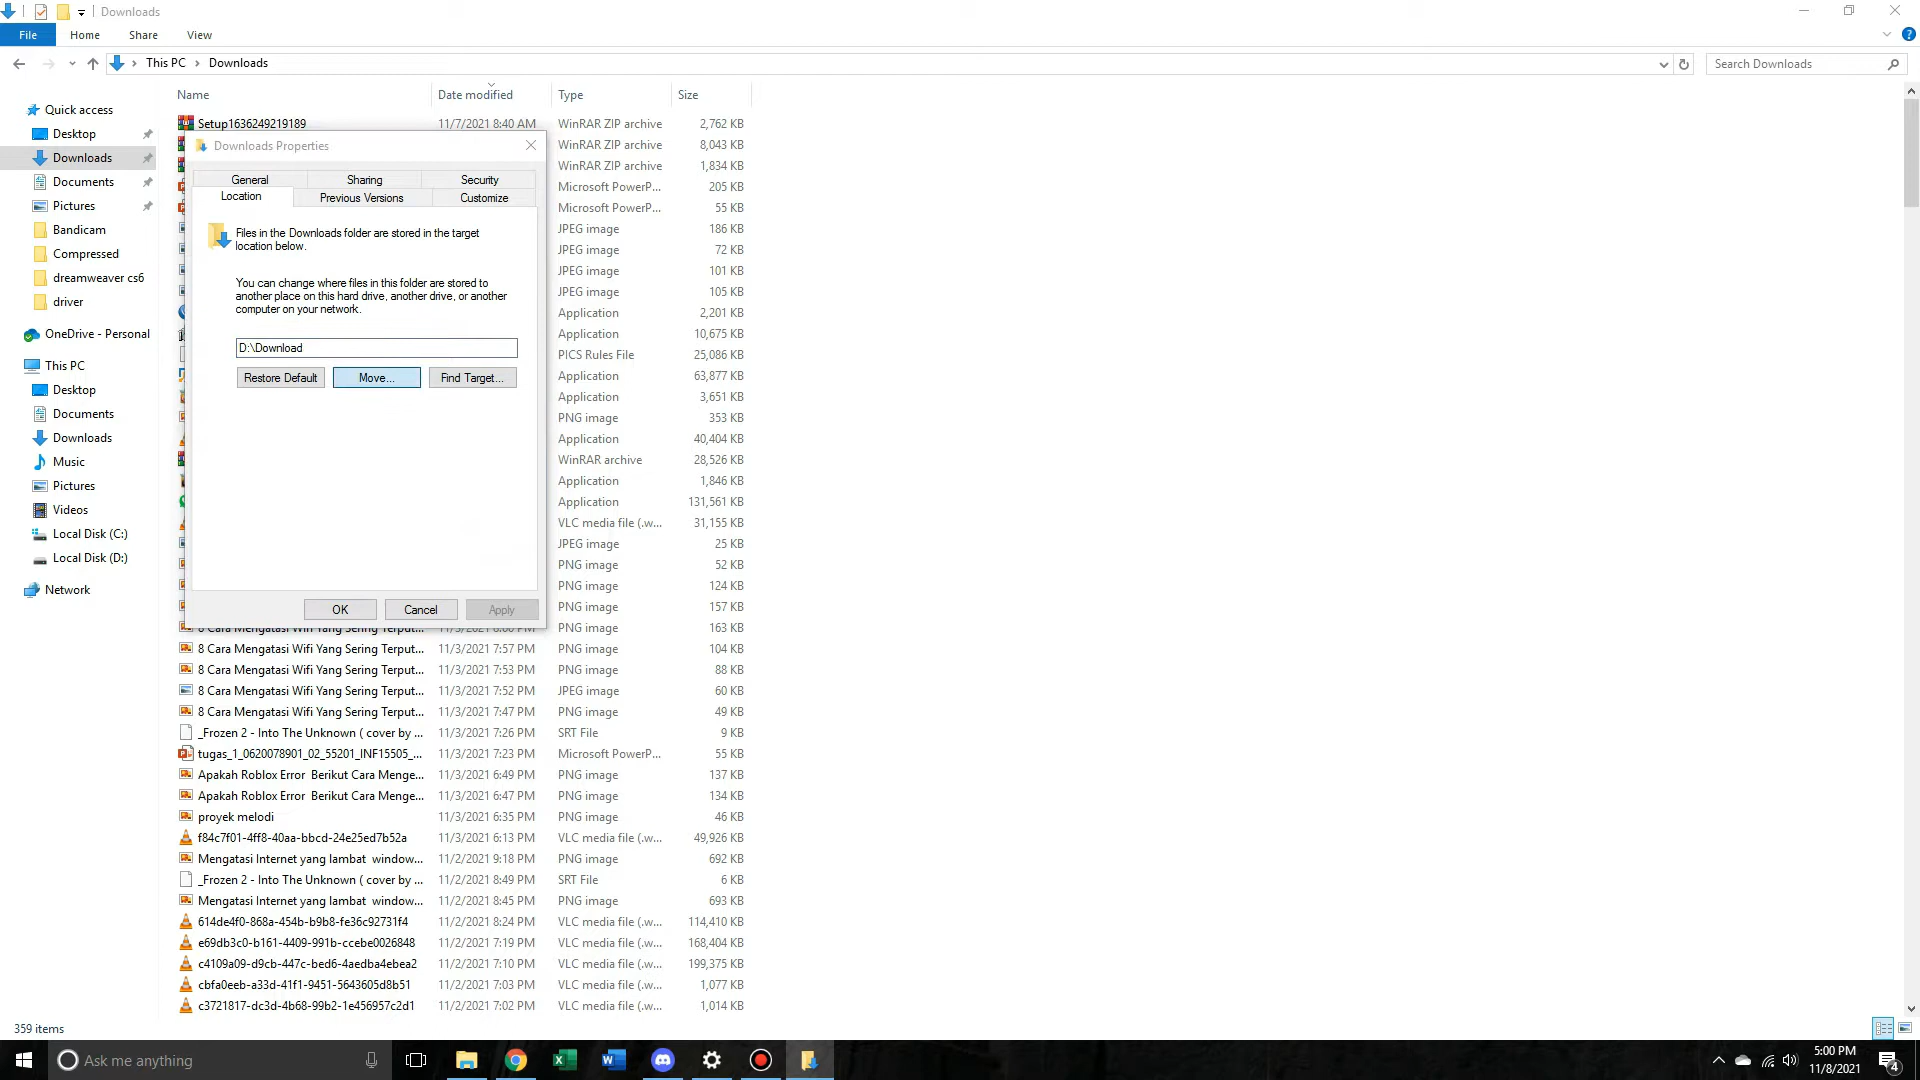 Downloads
File
Home
Share
View
This PC
Downloads
Search Downloads
Name
Date modified
Type
Size
Quick access
Desktop
Downloads
Documents
Pictures
Bandicam
Compressed
dreamweaver cs6
driver
OneDrive - Personal
This PC
Desktop
Documents
Downloads
Music
Pictures
Videos
Local Disk (C:)
Local Disk (D:)
Network
Setup1636249219189 11/7/2021 8:40 AM WinRAR ZIP archive 2,762 KB
WinRAR ZIP archive 8,043 KB
WinRAR ZIP archive 1,834 KB
Microsoft PowerP... 205 KB
Microsoft PowerP... 55 KB
JPEG image 186 KB
JPEG image 72 KB
JPEG image 101 KB
JPEG image 105 KB
Application 2,201 KB
Application 10,675 KB
PICS Rules File 25,086 KB
Application 63,877 KB
Application 3,651 KB
PNG image 353 KB
Application 40,404 KB
WinRAR archive 28,526 KB
Application 1,846 KB
Application 131,561 KB
VLC media file (.w... 31,155 KB
JPEG image 25 KB
PNG image 52 KB
PNG image 124 KB
PNG image 157 KB
8 Cara Mengatasi Wifi Yang Sering Terput... PNG image 163 KB
8 Cara Mengatasi Wifi Yang Sering Terput... 11/3/2021 7:57 PM PNG image 104 KB
8 Cara Mengatasi Wifi Yang Sering Terput... 11/3/2021 7:53 PM PNG image 88 KB
8 Cara Mengatasi Wifi Yang Sering Terput... 11/3/2021 7:52 PM JPEG image 60 KB
8 Cara Mengatasi Wifi Yang Sering Terput... 11/3/2021 7:47 PM PNG image 49 KB
_Frozen 2 - Into The Unknown ( cover by ... 11/3/2021 7:26 PM SRT File 9 KB
tugas_1_0620078901_02_55201_INF15505_... 11/3/2021 7:23 PM Microsoft PowerP... 55 KB
Apakah Roblox Error Berikut Cara Menge... 11/3/2021 6:49 PM PNG image 137 KB
Apakah Roblox Error Berikut Cara Menge... 11/3/2021 6:47 PM PNG image 134 KB
proyek melodi 11/3/2021 6:35 PM PNG image 46 KB
f84c7f01-4ff8-40aa-bbcd-24e25ed7b52a 11/3/2021 6:13 PM VLC media file (.w... 49,926 KB
Mengatasi Internet yang lambat window... 11/2/2021 9:18 PM PNG image 692 KB
_Frozen 2 - Into The Unknown ( cover by ... 11/2/2021 8:49 PM SRT File 6 KB
Mengatasi Internet yang lambat window... 11/2/2021 8:45 PM PNG image 693 KB
614de4f0-868a-454b-b9b8-fe36c92731f4 11/2/2021 8:24 PM VLC media file (.w... 114,410 KB
e69db3c0-b161-4409-991b-ccebe0026848 11/2/2021 7:19 PM VLC media file (.w... 168,404 KB
c4109a09-d9cb-447c-bed6-4aedba4ebea2 11/2/2021 7:10 PM VLC media file (.w... 199,375 KB
cbfa0eeb-a33d-41f1-9451-5643605d8b51 11/2/2021 7:03 PM VLC media file (.w... 1,077 KB
c3721817-dc3d-4b68-99b2-1e456957c2d1 11/2/2021 7:02 PM VLC media file (.w... 1,014 KB
Downloads Properties
General
Sharing
Security
Location
Previous Versions
Customize
Files in the Downloads folder are stored in the target
location below.
You can change where files in this folder are stored to
another place on this hard drive, another drive, or another
computer on your network.
D:\Download
Restore Default
Move...
Find Target...
OK
Cancel
Apply
359 items
Ask me anything
5:00 PM
11/8/2021
4